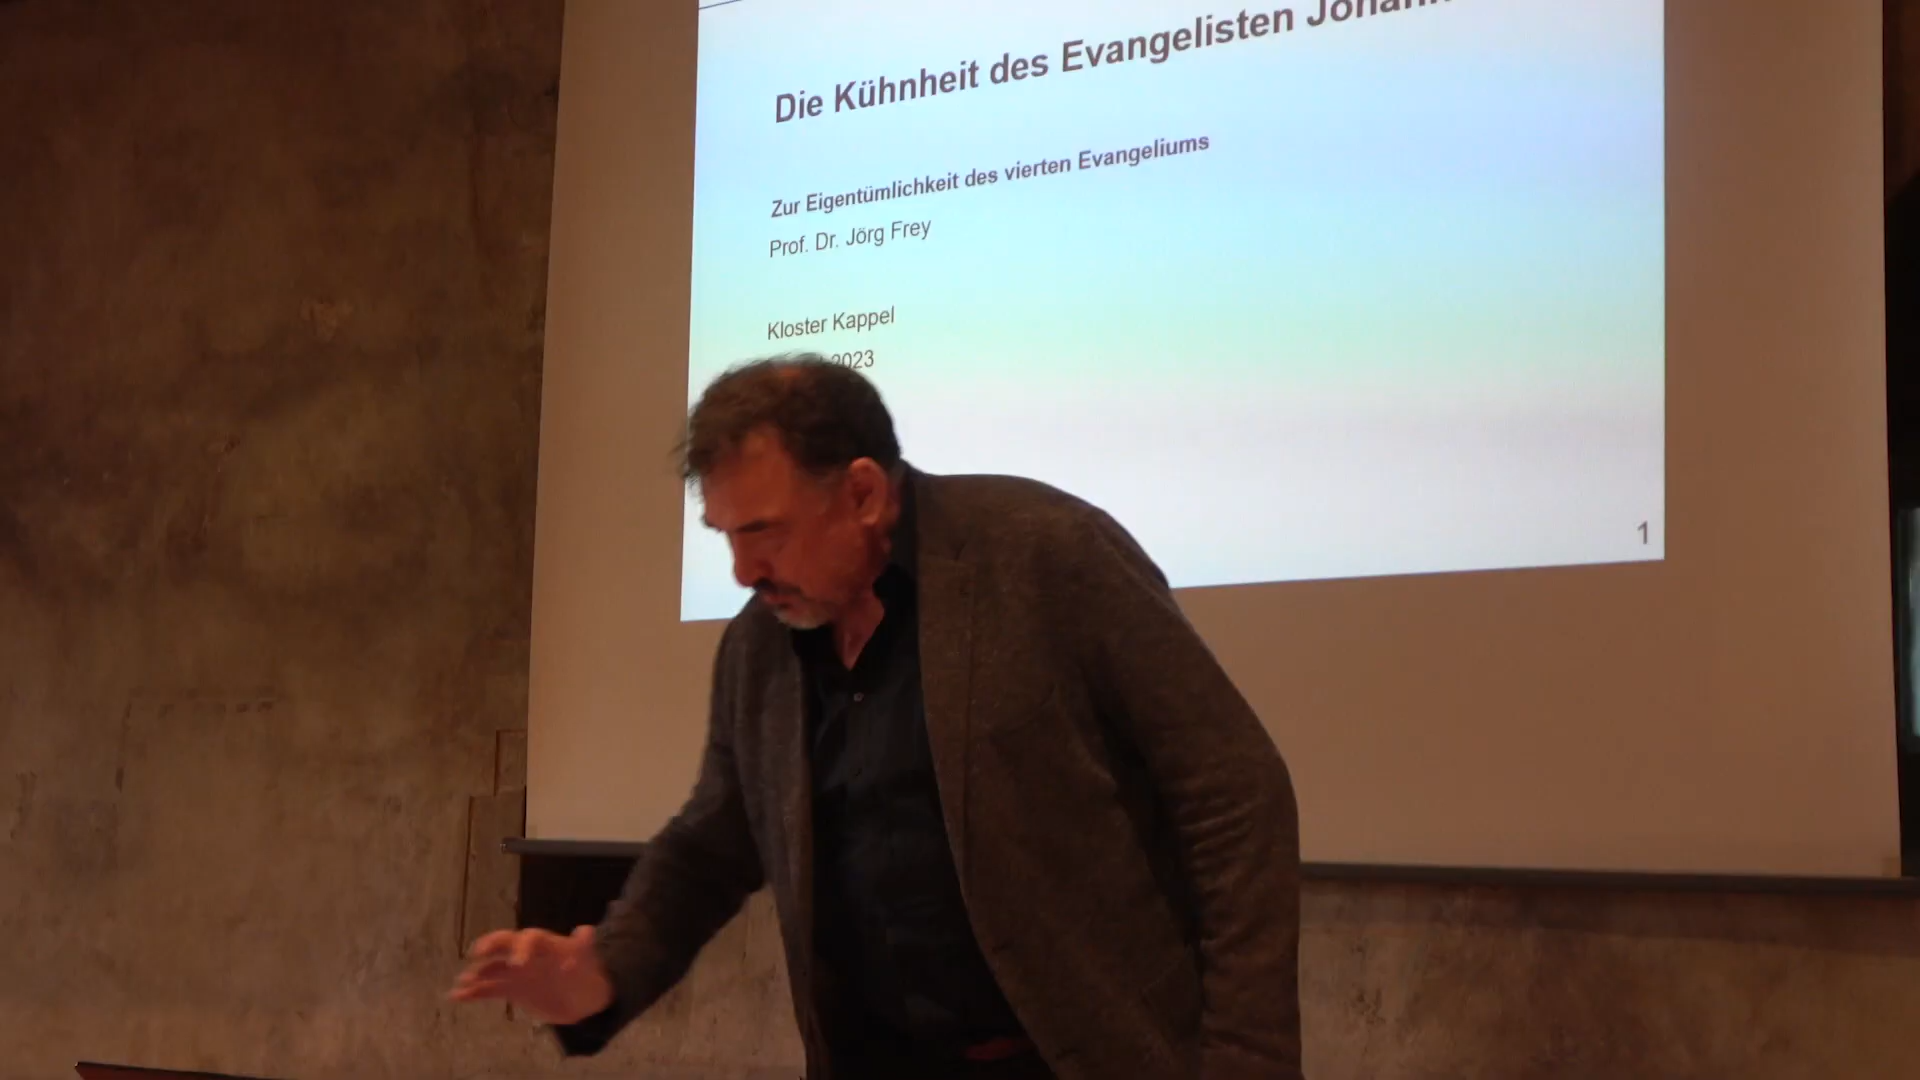 Die Kühnheit des Evangelisten
Zur Eigentümlichkeit des vierten Evangeliums
Prof. Dr. Jörg Frey
Kloster Kappel
2023
1